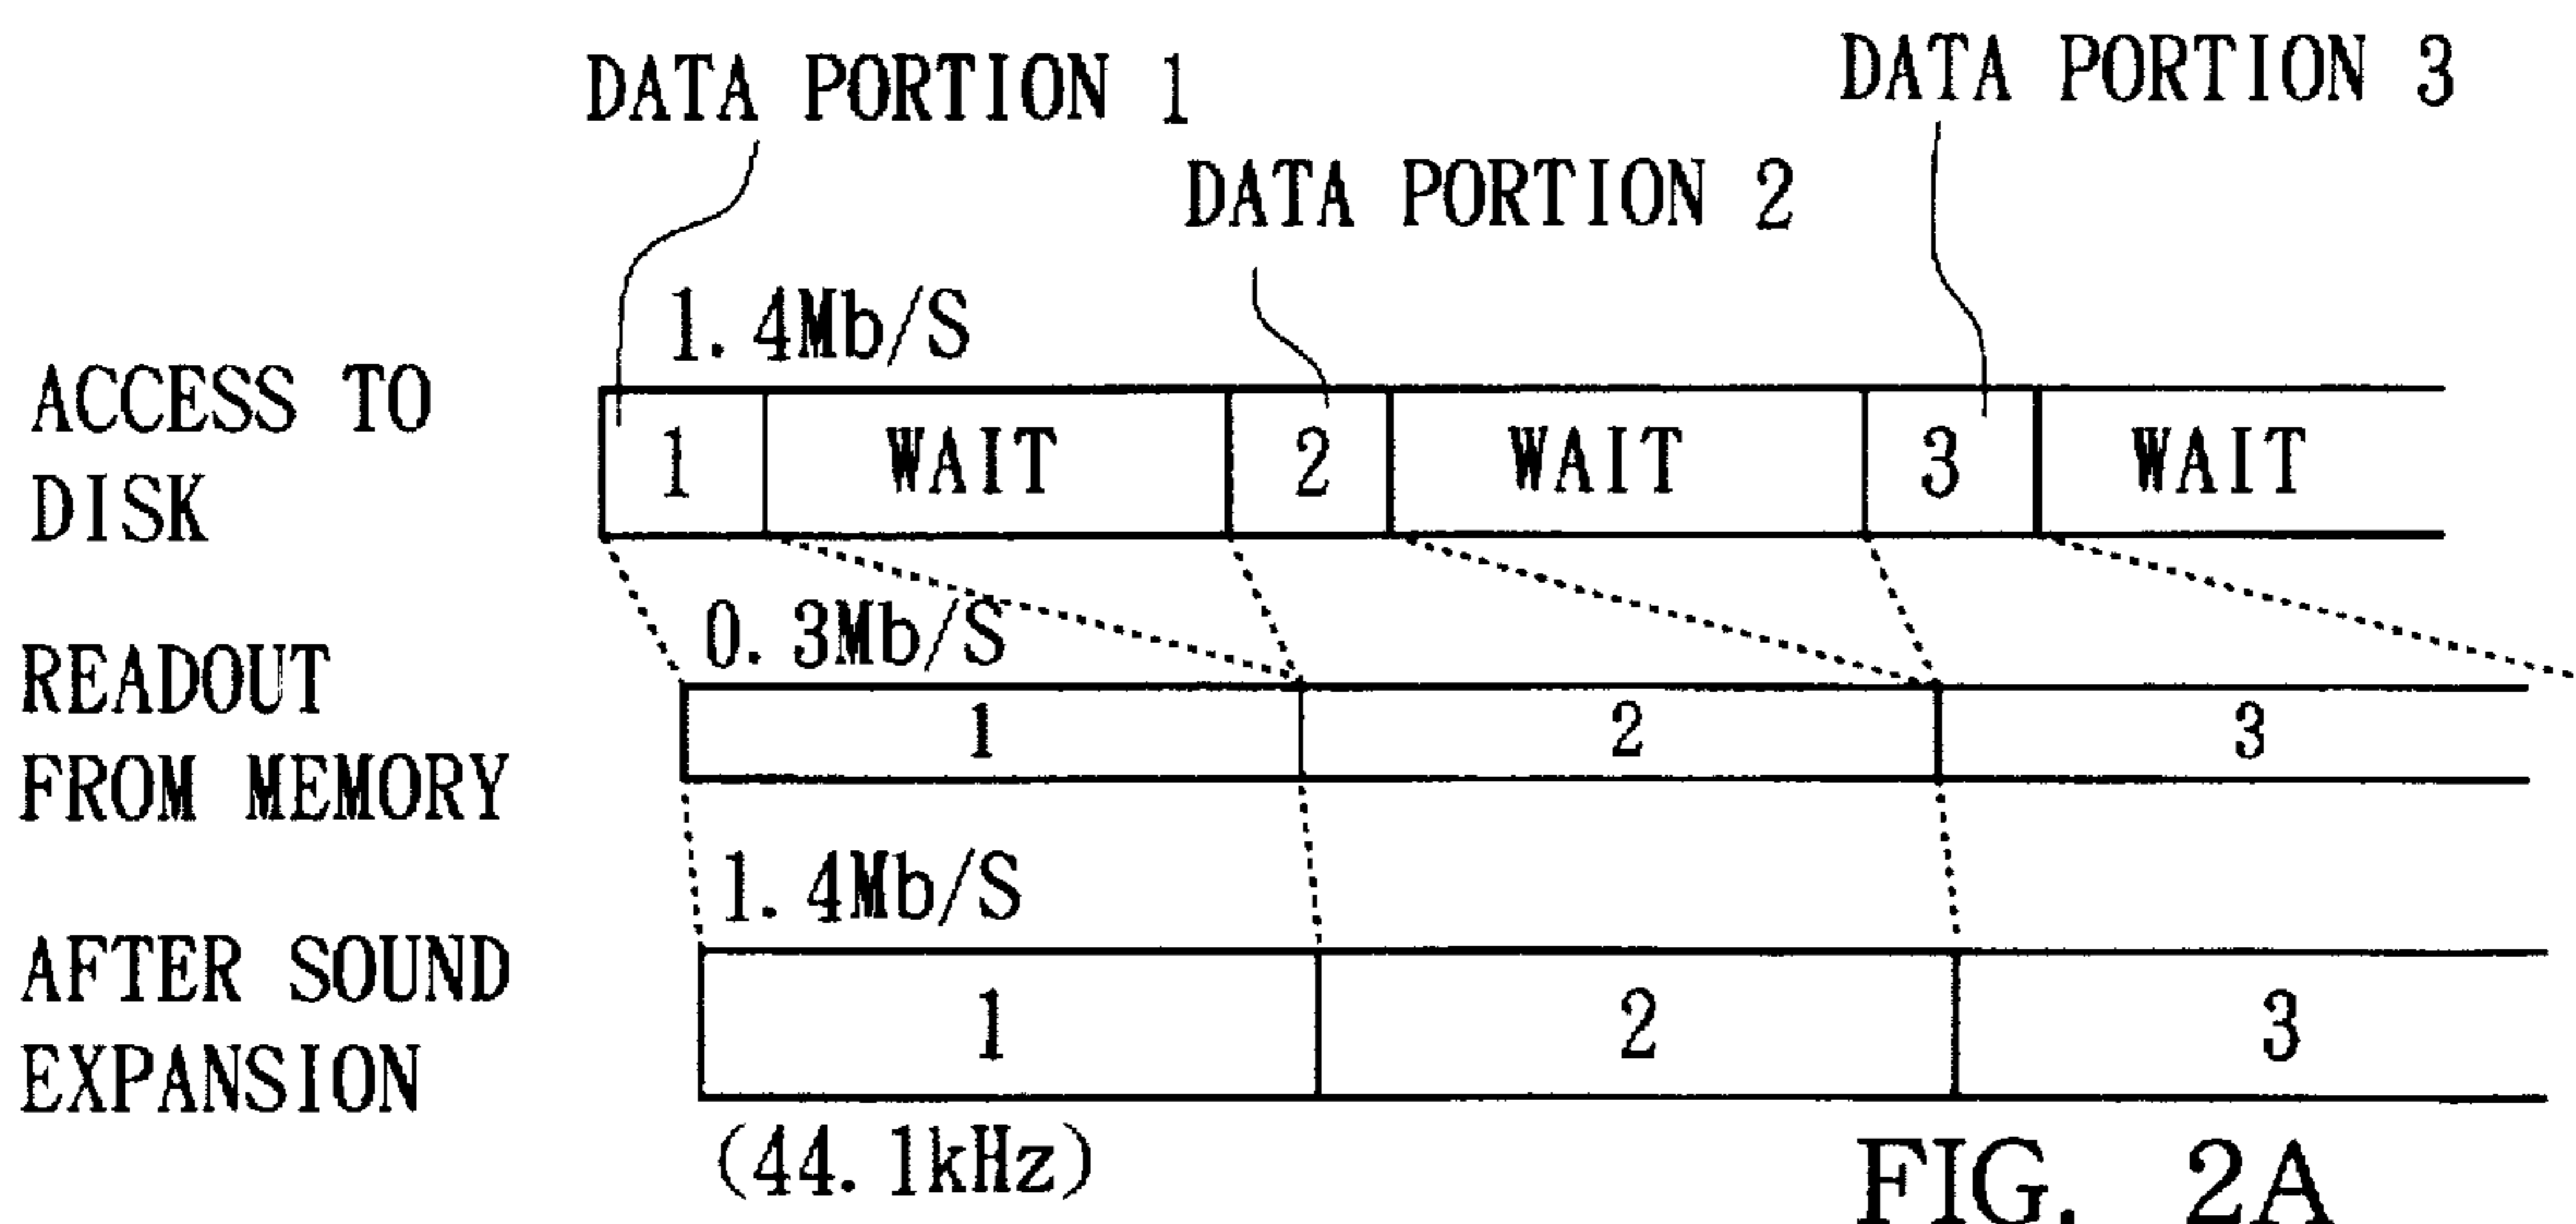 DATA PORTION 1
DATA PORTION 3
DATA PORTION 2
1.4Mb/S
ACCESS TO
DISK
1 WAIT 2 WAIT 3 WAIT
0.3Mb/S
READOUT
FROM MEMORY
1 2 3
1.4Mb/S
AFTER SOUND
EXPANSION
1 2 3
(44.1kHz)
FIG. 2A